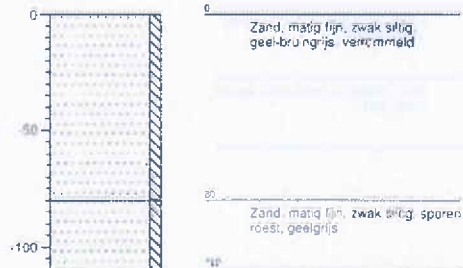 0
0
Zand, matig fijn, zwak siltig,
geel-bruingrijs, verrommeld
-50
80
Zand, matig fijn, zwak siltig, sporen
roest, geelgrijs
-100